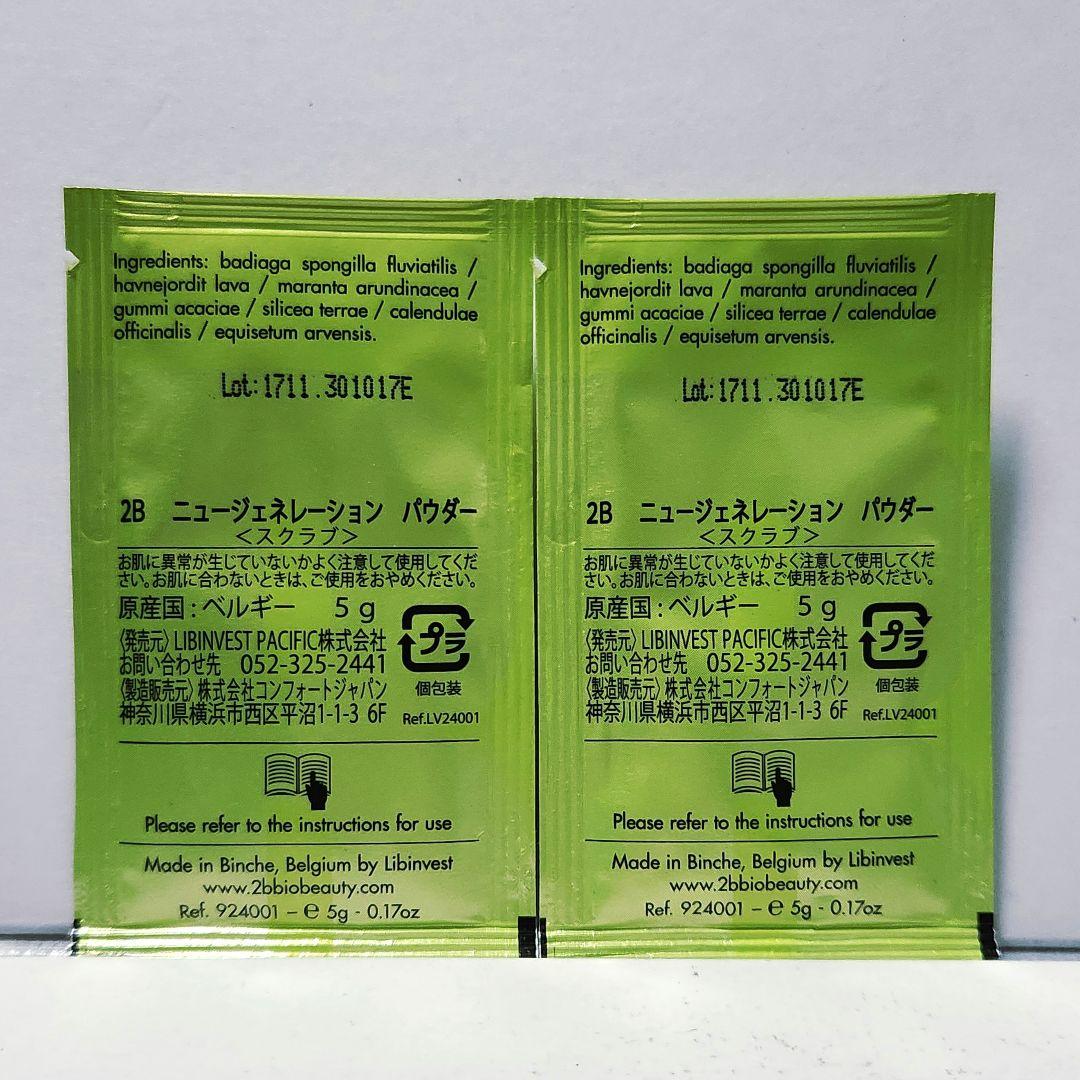 Ingredients: badiaga spongilla fluviatilis /
havnejordit lava / maranta arundinacea /
gummi acaciae / silicea terrae / calendulae
officinalis / equisetum arvensis.
Lot:1711.301017E
2B ニュージェネレーション パウダー
＜スクラブ＞
お肌に異常が生じていないかよく注意して使用してくだ
さい。お肌に合わないときは、ご使用をおやめください。
原産国：ベルギー 5 g
〈発売元〉LIBINVEST PACIFIC株式会社
お問い合わせ先 052-325-2441
〈製造販売元〉株式会社コンフォートジャパン
神奈川県横浜市西区平沼1-1-3 6F
プラ
個包装
Ref.LV24001
Please refer to the instructions for use
Made in Binche, Belgium by Libinvest
www.2bbiobeauty.com
Ref. 924001 – e 5g - 0.17oz
Ingredients: badiaga spongilla fluviatilis /
havnejordit lava / maranta arundinacea /
gummi acaciae / silicea terrae / calendulae
officinalis / equisetum arvensis.
Lot:1711.301017E
2B ニュージェネレーション パウダー
＜スクラブ＞
お肌に異常が生じていないかよく注意して使用してくだ
さい。お肌に合わないときは、ご使用をおやめください。
原産国：ベルギー 5 g
〈発売元〉LIBINVEST PACIFIC株式会社
お問い合わせ先 052-325-2441
〈製造販売元〉株式会社コンフォートジャパン
神奈川県横浜市西区平沼1-1-3 6F
プラ
個包装
Ref.LV24001
Please refer to the instructions for use
Made in Binche, Belgium by Libinvest
www.2bbiobeauty.com
Ref. 924001 – e 5g - 0.17oz